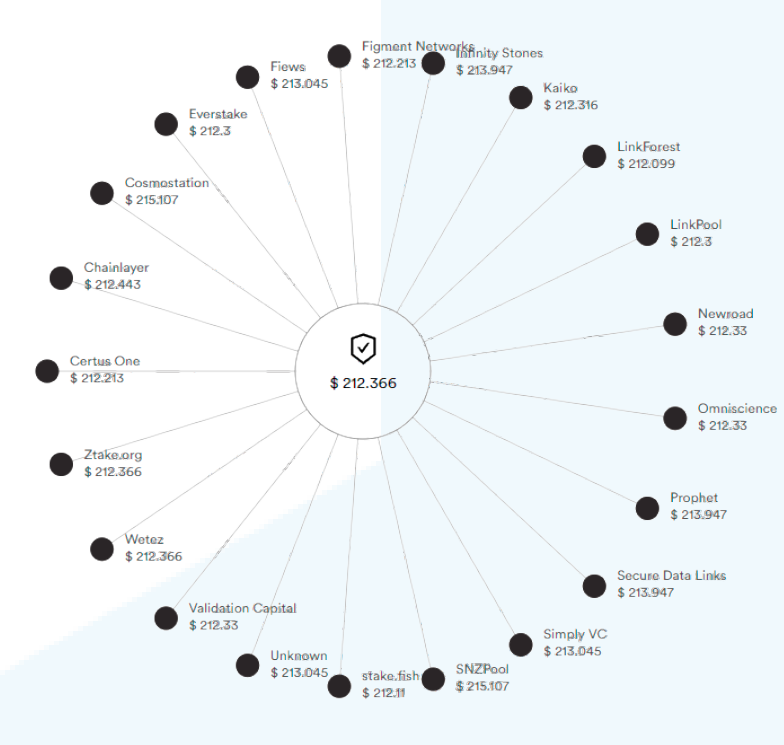 Figment Networks
$ 212.213
Infinity Stones
$ 213.947
Kaiko
$ 212.316
LinkForest
$ 212.099
LinkPool
$ 212.3
Newroad
$ 212.33
Omniscience
$ 212.33
Prophet
$ 213.947
Secure Data Links
$ 213.947
Simply VC
$ 213.045
SNZPool
$ 215.107
stake.fish
$ 212.11
Unknown
$ 213.045
Validation Capital
$ 212.33
Wetez
$ 212.366
Ztake.org
$ 212.366
Certus One
$ 212.213
Chainlayer
$ 212.443
Cosmostation
$ 215.107
Everstake
$ 212.3
Fiews
$ 213.045
$ 212.366